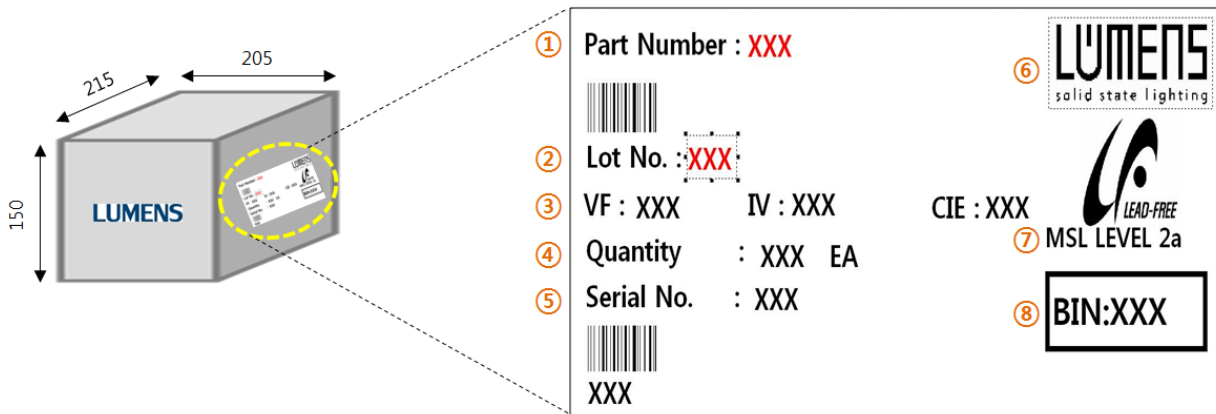 215
205
150
LUMENS
① Part Number : XXX
② Lot No. : XXX
③ VF : XXX IV : XXX CIE : XXX
④ Quantity : XXX EA
⑤ Serial No. : XXX
XXX
⑥ LUMENS
solid state lighting
LEAD-FREE
⑦ MSL LEVEL 2a
⑧ BIN:XXX